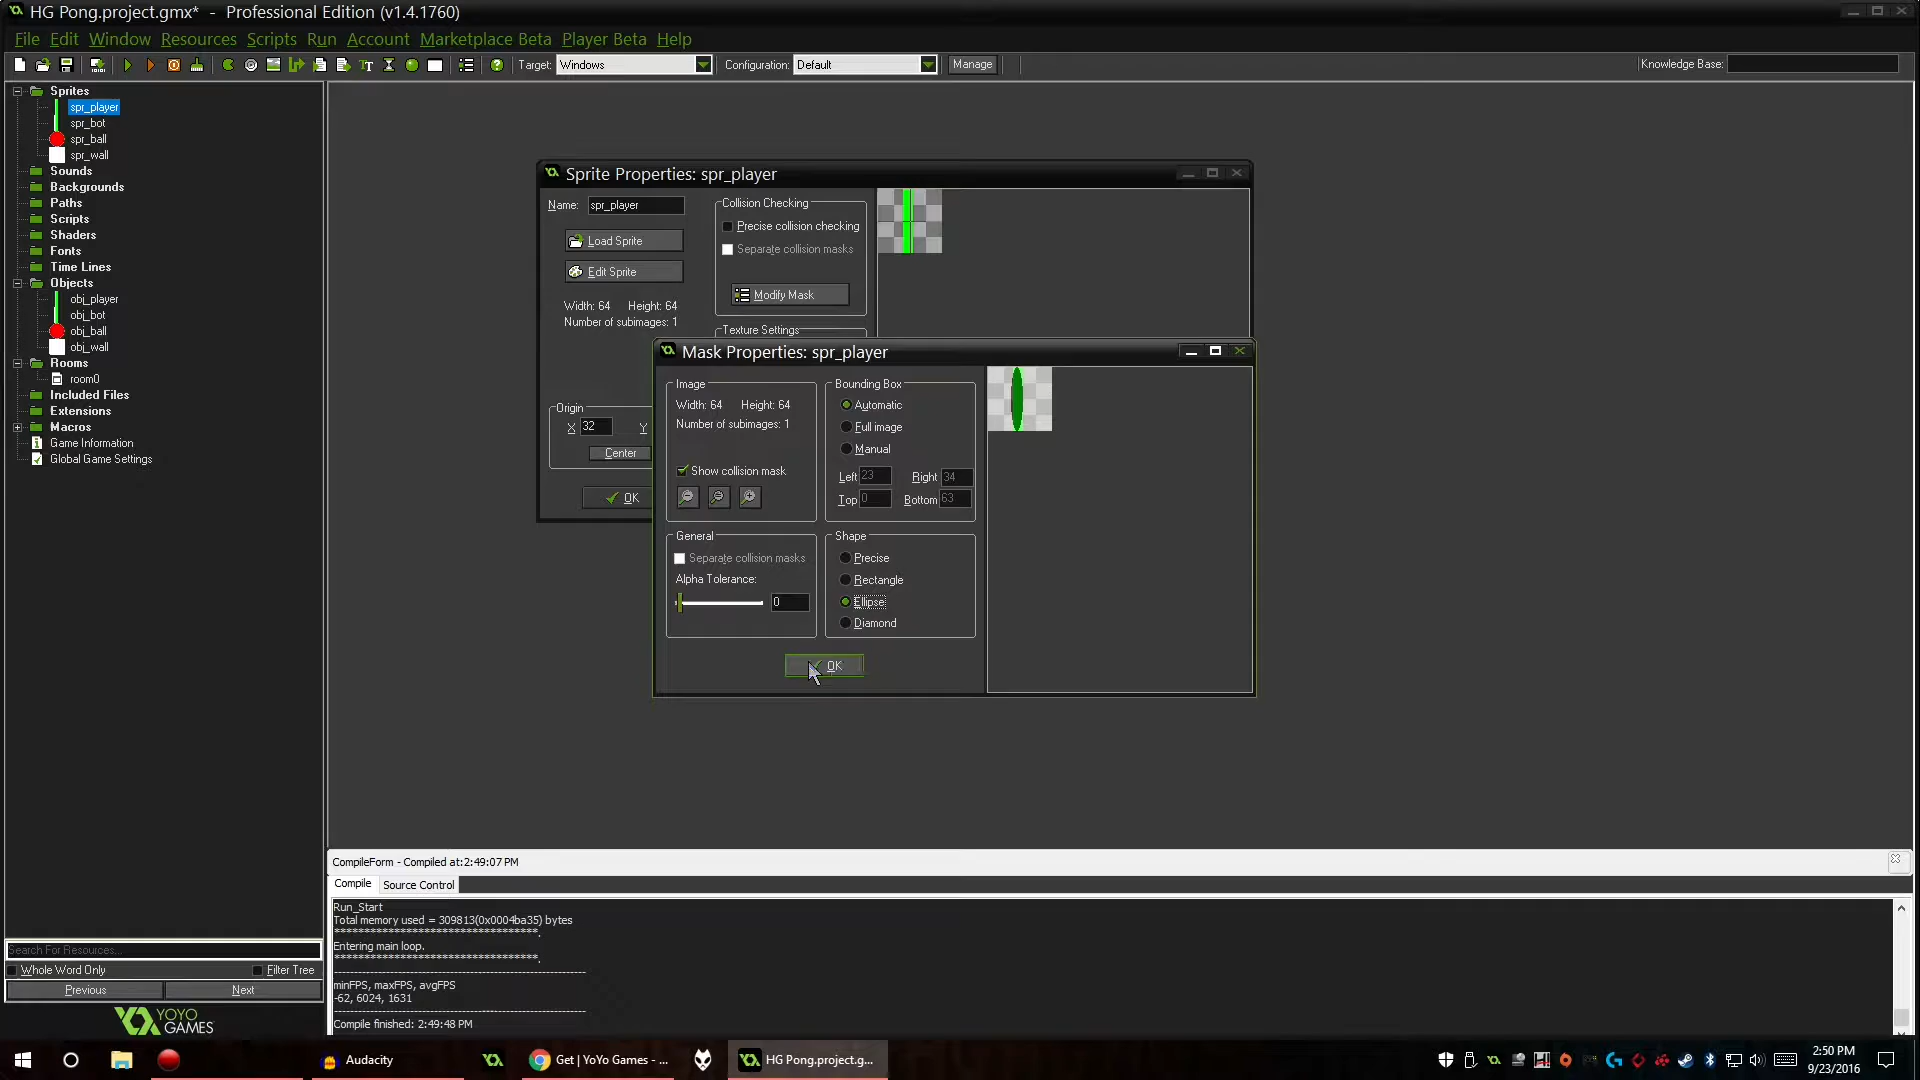 HG Pong.project.gmx* - Professional Edition (v1.4.1760)
File Edit Window Resources Scripts Run Account Marketplace Beta Player Beta Help
Target: Windows Configuration: Default Manage Knowledge Base:
Sprites
spr_player
spr_bot
spr_ball
spr_wall
Sounds
Backgrounds
Paths
Scripts
Shaders
Fonts
Time Lines
Objects
obj_player
obj_bot
obj_ball
obj_wall
Rooms
room0
Included Files
Extensions
Macros
Game Information
Global Game Settings
Search For Resources...
Whole Word Only Filter Tree
Previous Next
YOYO
GAMES
Sprite Properties: spr_player
Name: spr_player
Load Sprite
Edit Sprite
Width: 64 Height: 64
Number of subimages: 1
Collision Checking
Precise collision checking
Separate collision masks
Modify Mask
Texture Settings
Origin
X 32 Y
Center
OK
Mask Properties: spr_player
Image
Width: 64 Height: 64
Number of subimages: 1
Show collision mask
General
Separate collision masks
Alpha Tolerance:
0
Bounding Box
Automatic
Full image
Manual
Left 23 Right 34
Top 0 Bottom 63
Shape
Precise
Rectangle
Ellipse
Diamond
OK
CompileForm - Compiled at:2:49:07 PM
Compile Source Control
Run_Start
Total memory used = 309813(0x0004ba35) bytes
**********************************.
Entering main loop.
**********************************.
minFPS, maxFPS, avgFPS
-62, 6024, 1631
Compile finished: 2:49:48 PM
Audacity
Get | YoYo Games - ...
HG Pong.project.g...
2:50 PM
9/23/2016